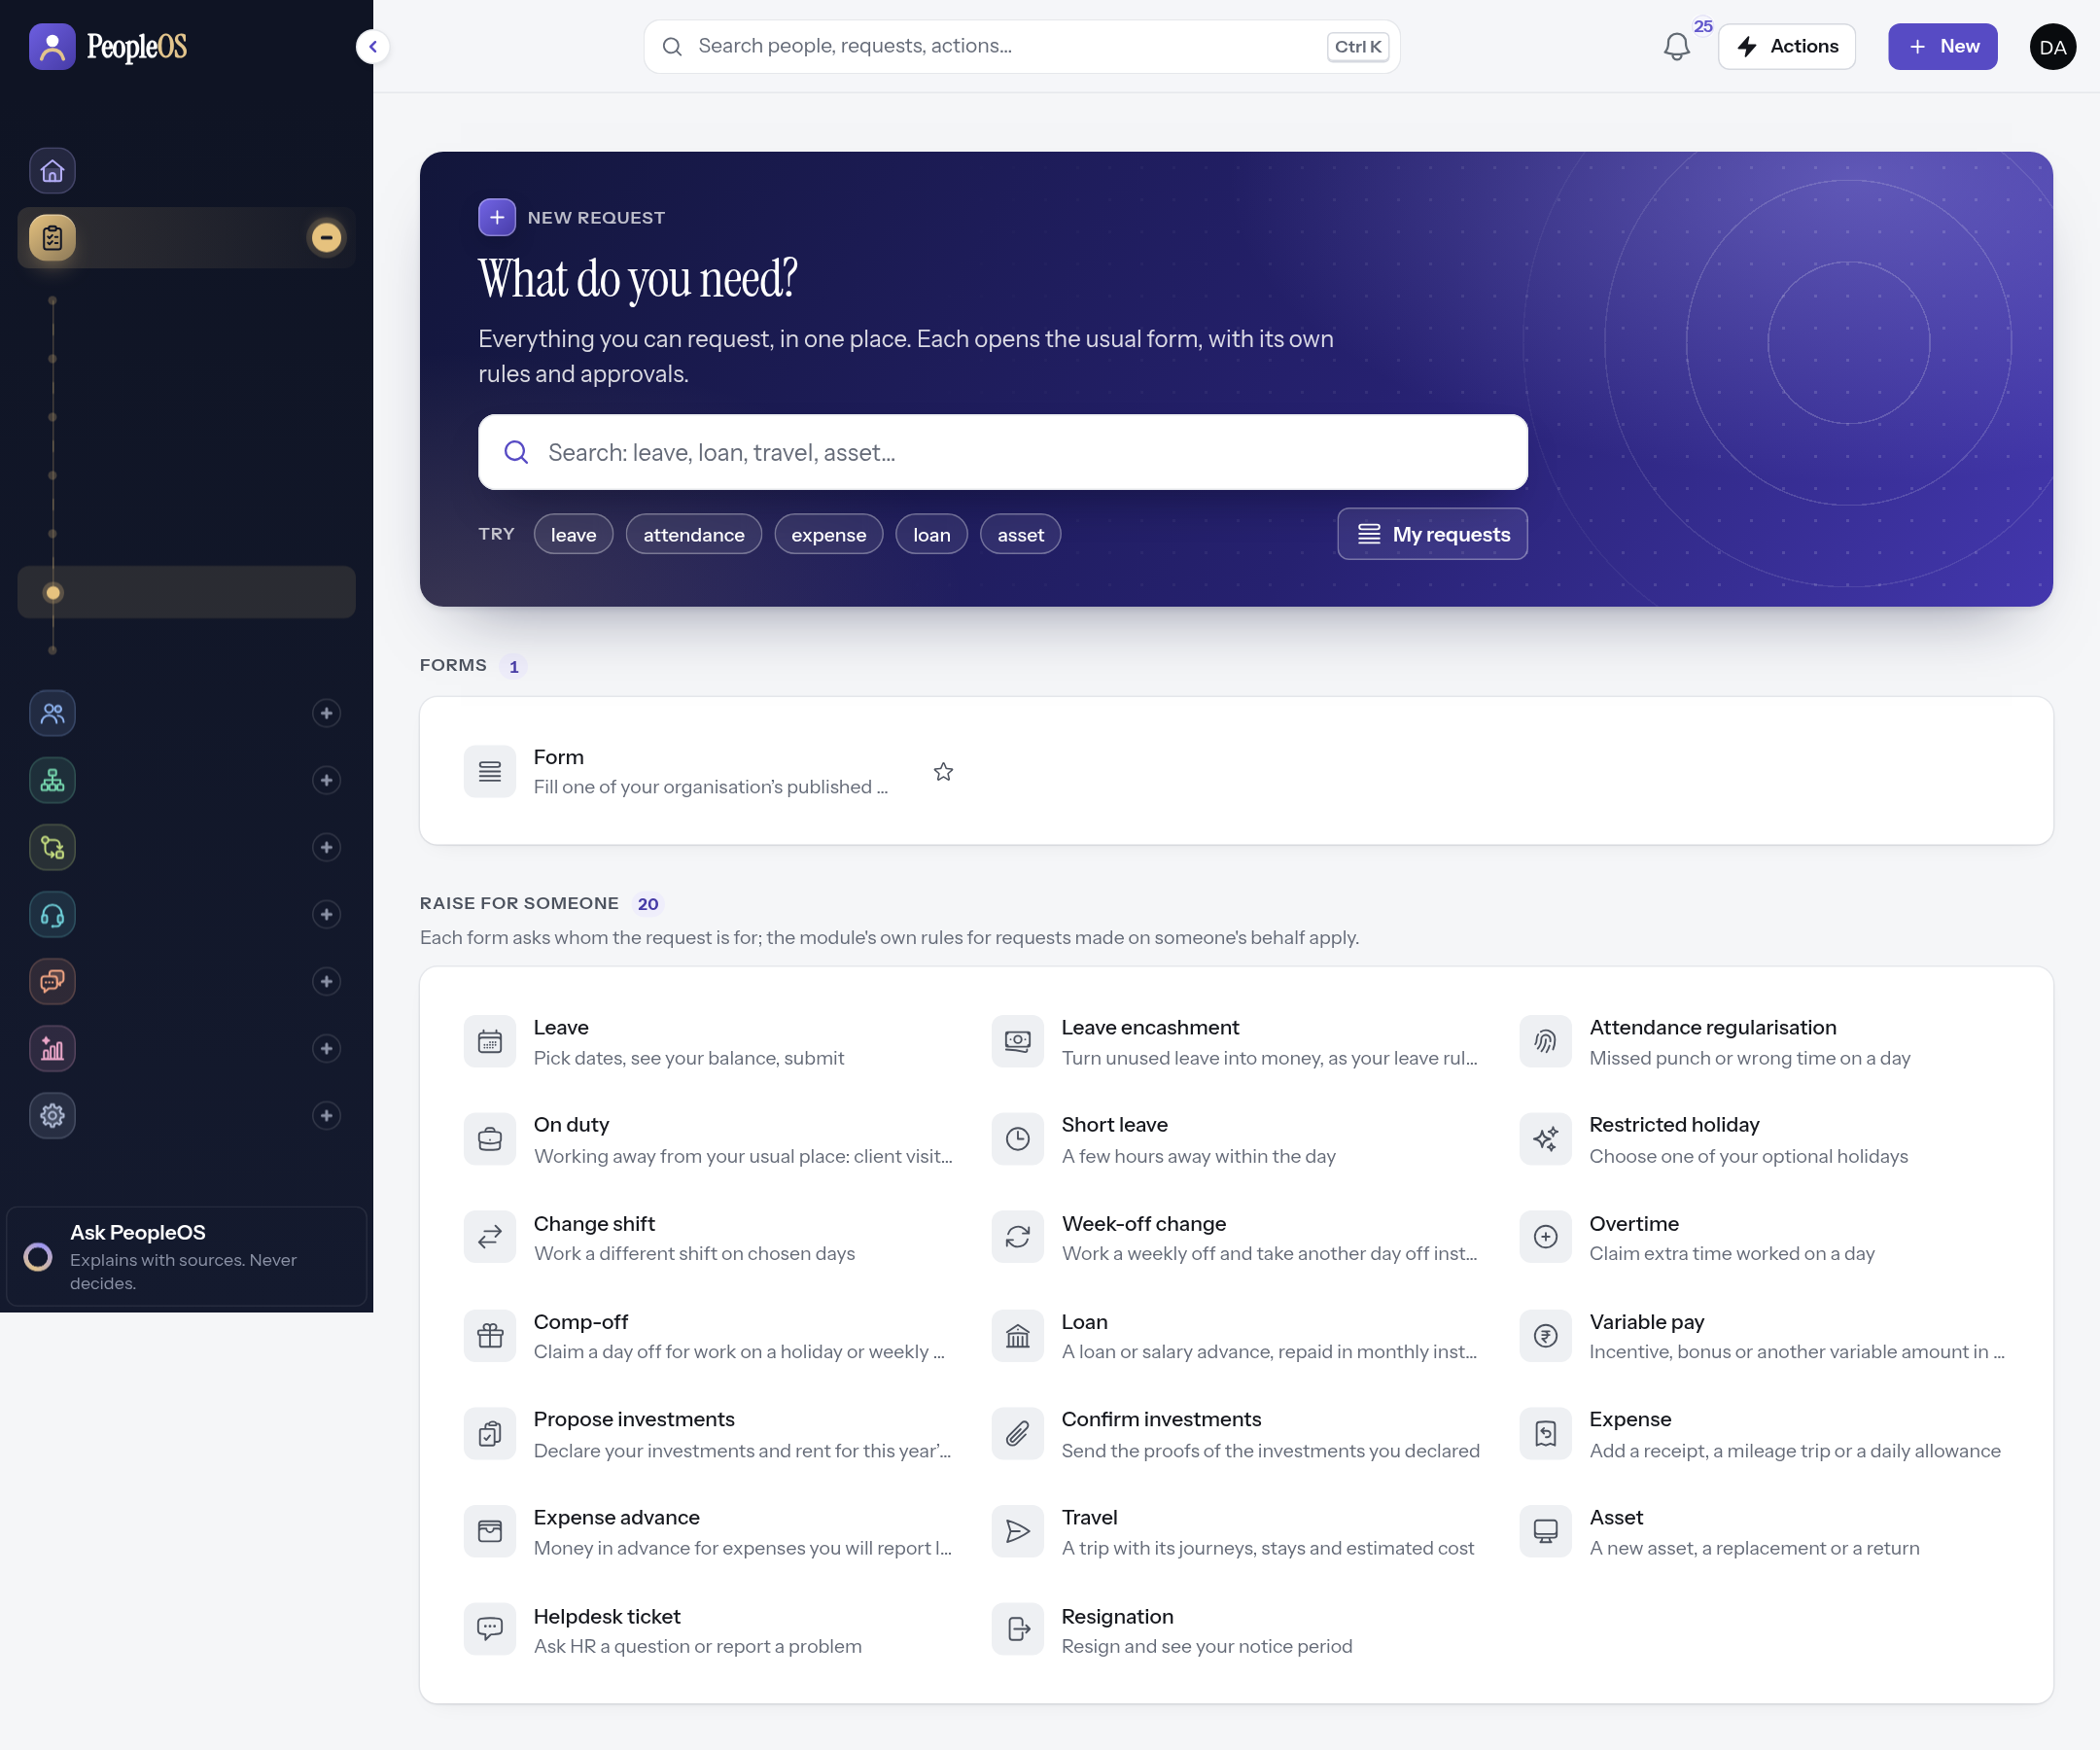 PeopleOS
Search people, requests, actions...
Ctrl K
25
Actions
New
DA
NEW REQUEST
What do you need?
Everything you can request, in one place. Each opens the usual form, with its own
rules and approvals.
Search: leave, loan, travel, asset...
TRY
leave
attendance
expense
loan
asset
My requests
FORMS 1
Form
Fill one of your organisation's published ...
RAISE FOR SOMEONE 20
Each form asks whom the request is for; the module's own rules for requests made on someone's behalf apply.
Leave
Pick dates, see your balance, submit
Leave encashment
Turn unused leave into money, as your leave rul...
Attendance regularisation
Missed punch or wrong time on a day
On duty
Working away from your usual place: client visit...
Short leave
A few hours away within the day
Restricted holiday
Choose one of your optional holidays
Change shift
Work a different shift on chosen days
Week-off change
Work a weekly off and take another day off inst...
Overtime
Claim extra time worked on a day
Comp-off
Claim a day off for work on a holiday or weekly ...
Loan
A loan or salary advance, repaid in monthly inst...
Variable pay
Incentive, bonus or another variable amount in ...
Propose investments
Declare your investments and rent for this year'...
Confirm investments
Send the proofs of the investments you declared
Expense
Add a receipt, a mileage trip or a daily allowance
Expense advance
Money in advance for expenses you will report l...
Travel
A trip with its journeys, stays and estimated cost
Asset
A new asset, a replacement or a return
Helpdesk ticket
Ask HR a question or report a problem
Resignation
Resign and see your notice period
Ask PeopleOS
Explains with sources. Never
decides.